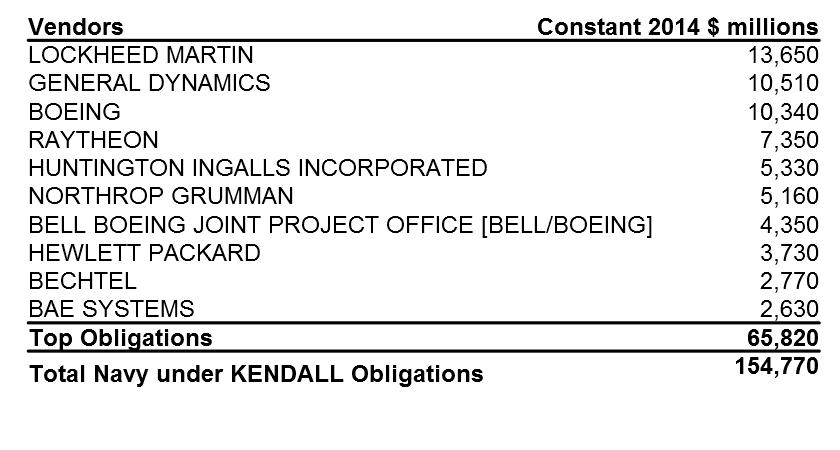 Vendors Constant 2014 $ millions
LOCKHEED MARTIN 13,650
GENERAL DYNAMICS 10,510
BOEING 10,340
RAYTHEON 7,350
HUNTINGTON INGALLS INCORPORATED 5,330
NORTHROP GRUMMAN 5,160
BELL BOEING JOINT PROJECT OFFICE [BELL/BOEING] 4,350
HEWLETT PACKARD 3,730
BECHTEL 2,770
BAE SYSTEMS 2,630
Top Obligations 65,820
Total Navy under KENDALL Obligations 154,770